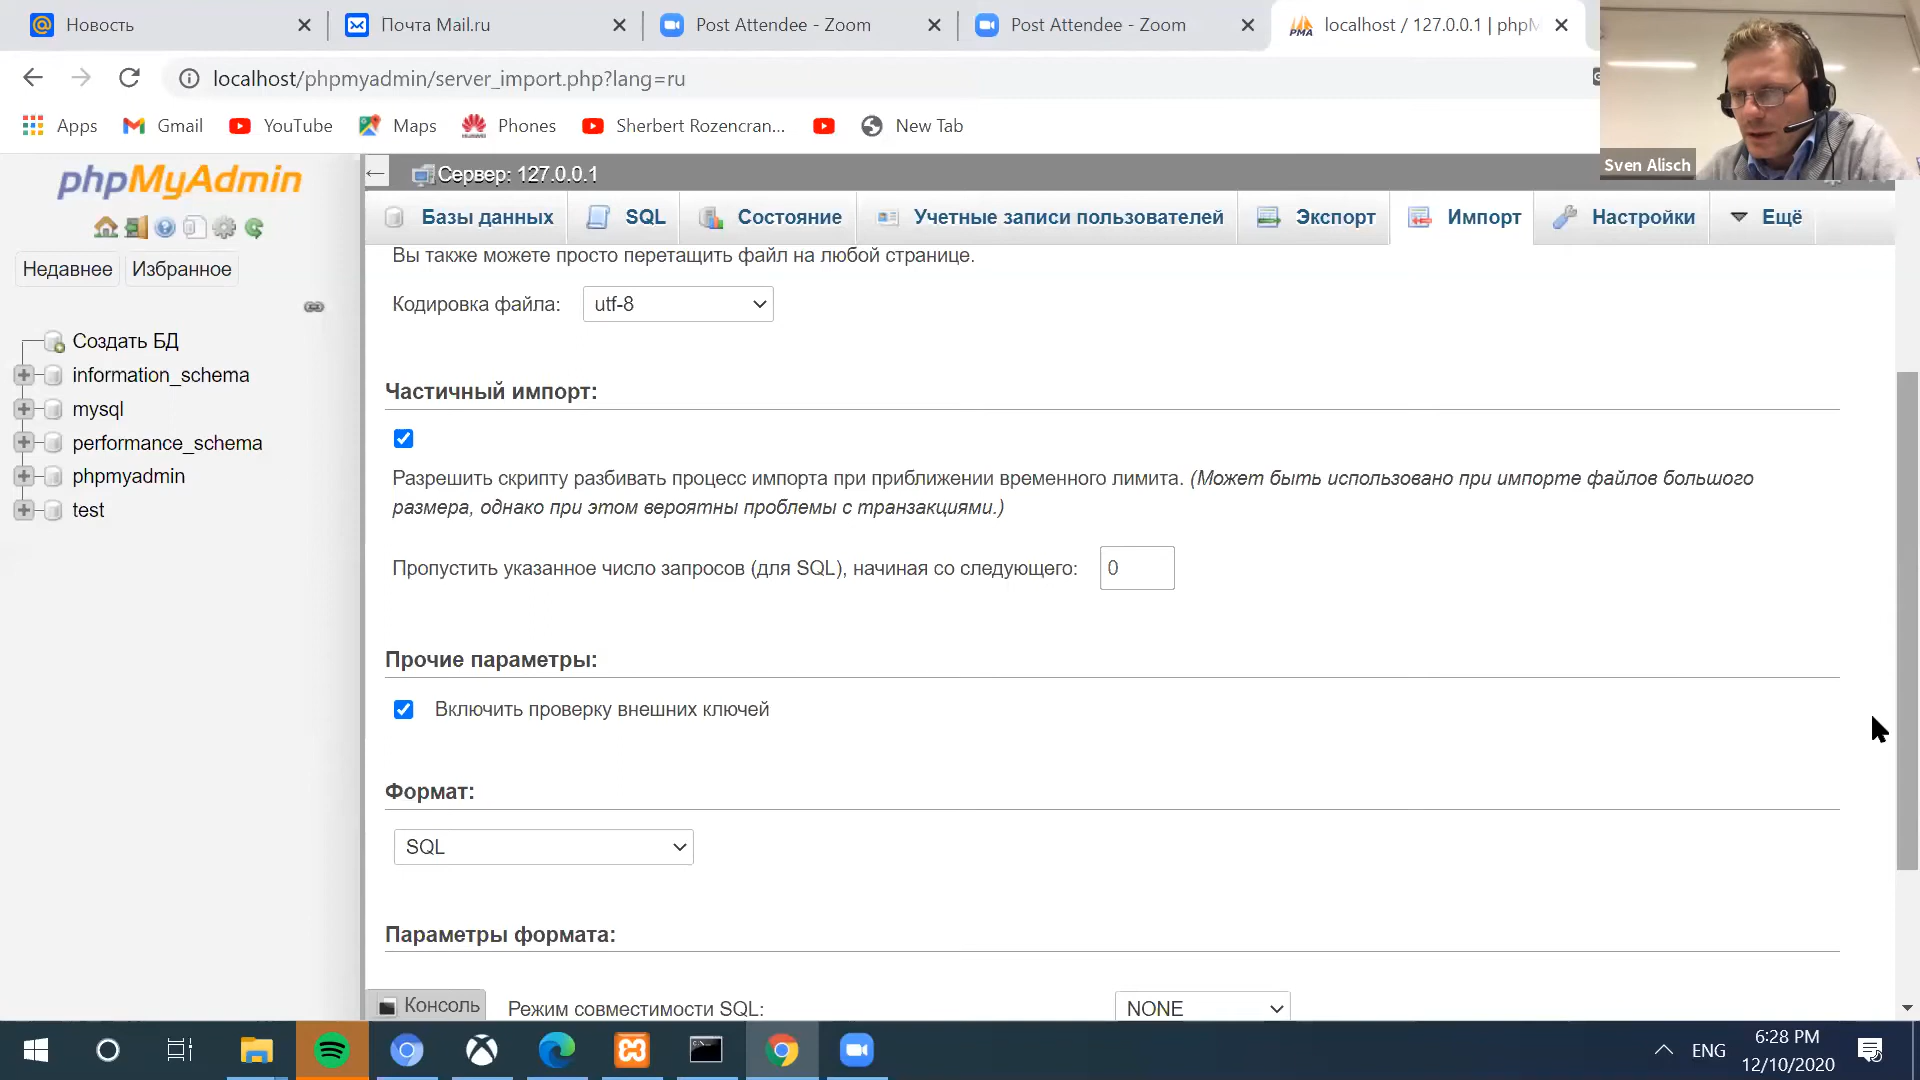 Новость
Почта Mail.ru
Post Attendee - Zoom
Post Attendee - Zoom
localhost / 127.0.0.1 | phpM
localhost/phpmyadmin/server_import.php?lang=ru
Apps
Gmail
YouTube
Maps
Phones
Sherbert Rozencran...
New Tab
Sven Alisch
phpMyAdmin
Недавнее
Избранное
Создать БД
information_schema
mysql
performance_schema
phpmyadmin
test
Сервер: 127.0.0.1
Базы данных
SQL
Состояние
Учетные записи пользователей
Экспорт
Импорт
Настройки
Ещё
Вы также можете просто перетащить файл на любой странице.
Кодировка файла: utf-8
Частичный импорт:
Разрешить скрипту разбивать процесс импорта при приближении временного лимита. (Может быть использовано при импорте файлов большого
размера, однако при этом вероятны проблемы с транзакциями.)
Пропустить указанное число запросов (для SQL), начиная со следующего: 0
Прочие параметры:
Включить проверку внешних ключей
Формат:
SQL
Параметры формата:
Консоль
Режим совместимости SQL: NONE
ENG
6:28 PM
12/10/2020